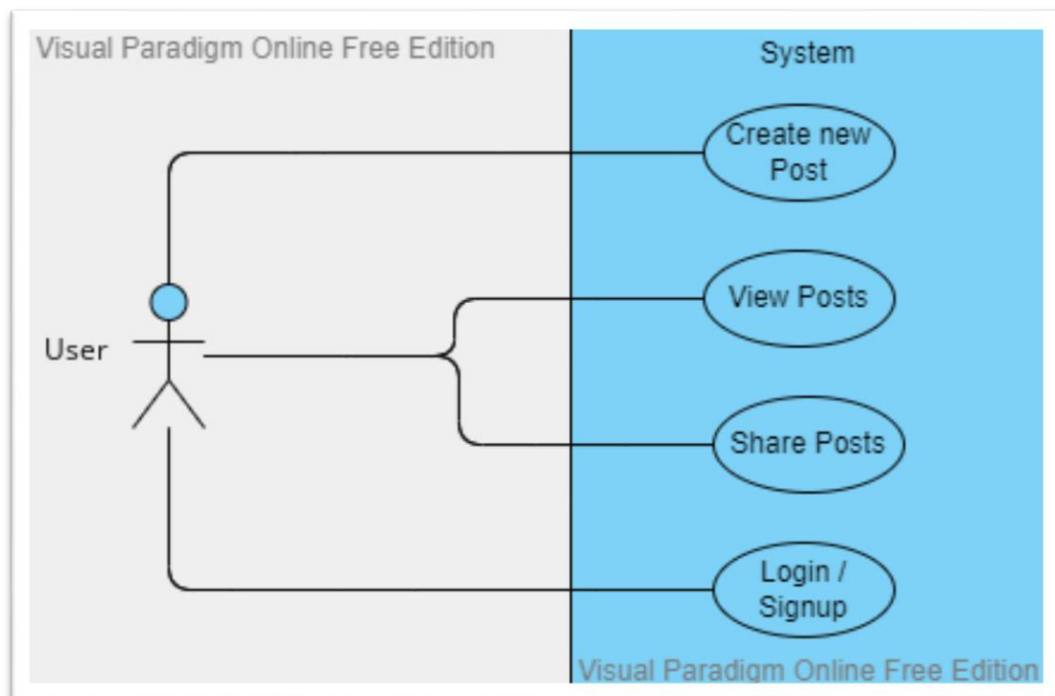 Visual Paradigm Online Free Edition
System
Create new
Post
View Posts
User
Share Posts
Login /
Signup
Visual Paradigm Online Free Edition